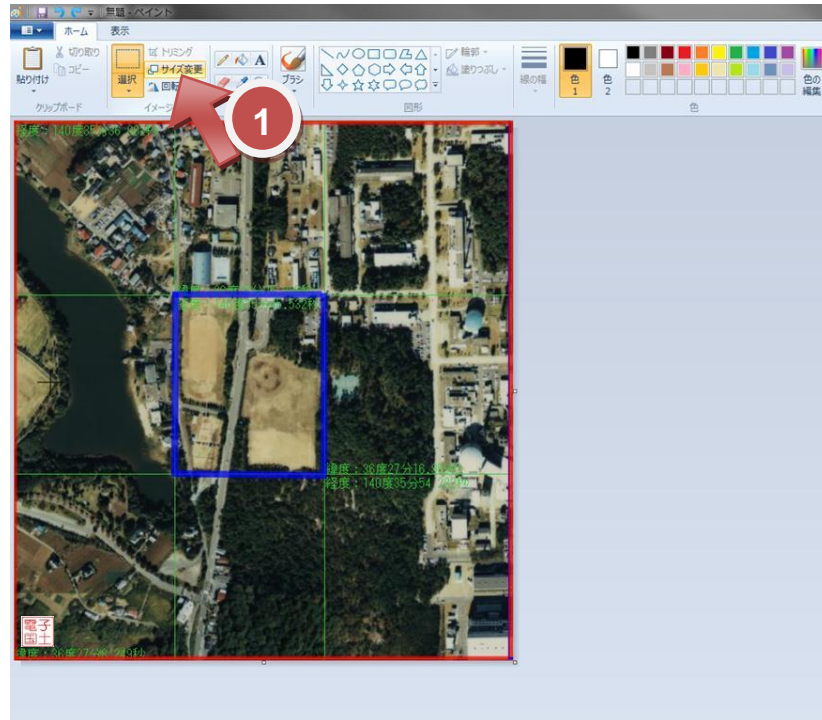 無題 - ペイント
ホーム 表示
貼り付け
切り取り
コピー
クリップボード
選択
トリミング
サイズ変更
回転
イメージ
A
ブラシ
輪郭
塗りつぶし
図形
線の幅
色
1
色
2
色の
編集
色
1
緯度：36度27分16
経度：140度35分54
電子
国土